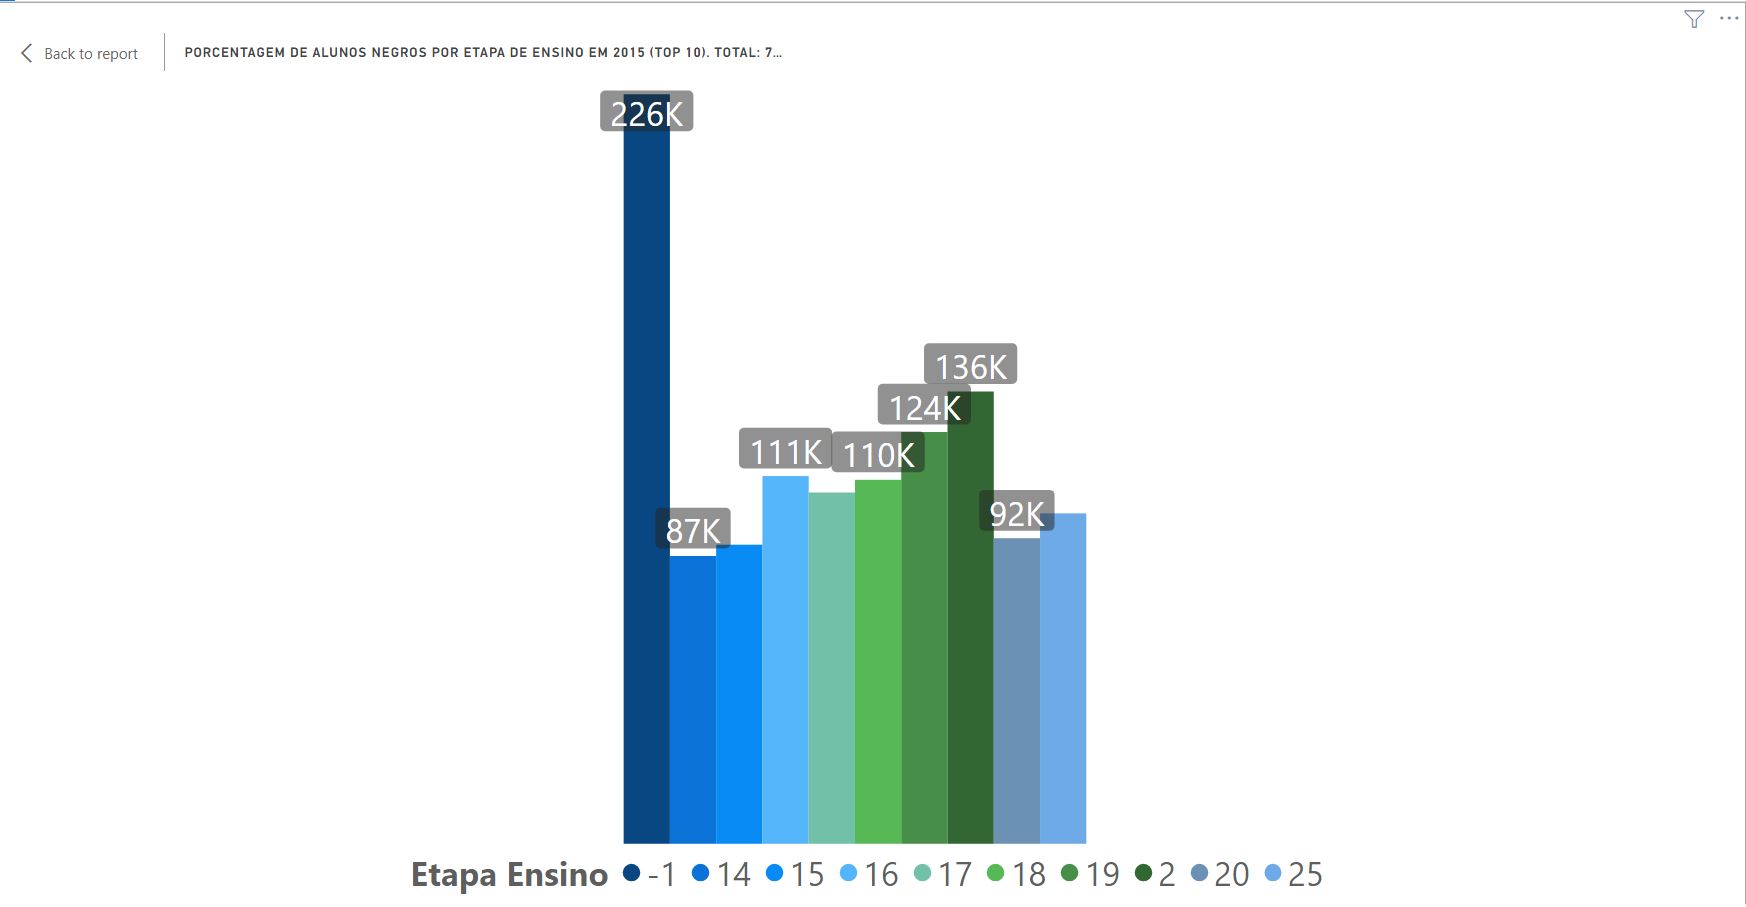 Back to report
PORCENTAGEM DE ALUNOS NEGROS POR ETAPA DE ENSINO EM 2015 (TOP 10). TOTAL: 7...
226K
136K
124K
111K
110K
87K
92K
Etapa Ensino -1 14 15 16 17 18 19 2 20 25